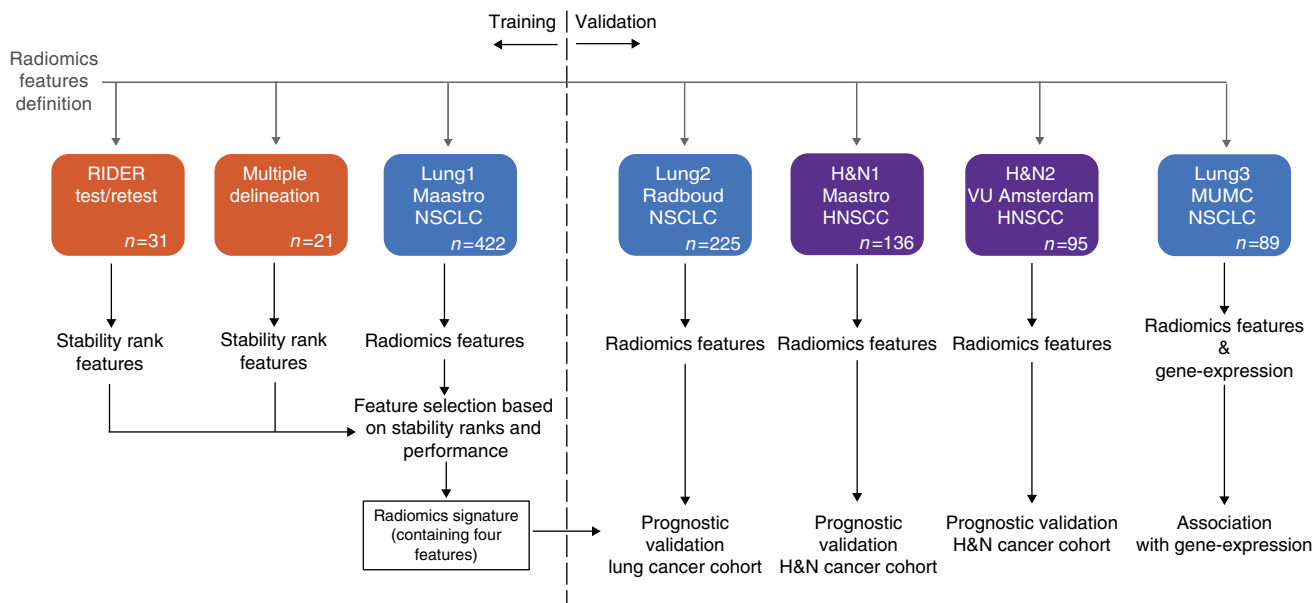 Training
Validation
Radiomics
features
definition
RIDER
test/retest
n=31
Multiple
delineation
n=21
Lung1
Maastro
NSCLC
n=422
Lung2
Radboud
NSCLC
n=225
H&N1
Maastro
HNSCC
n=136
H&N2
VU Amsterdam
HNSCC
n=95
Lung3
MUMC
NSCLC
n=89
Stability rank
features
Stability rank
features
Radiomics features
Radiomics features
Radiomics features
Radiomics features
Radiomics features
&
gene-expression
Feature selection based
on stability ranks and
performance
Radiomics signature
(containing four
features)
Prognostic
validation
lung cancer cohort
Prognostic
validation
H&N cancer cohort
Prognostic validation
H&N cancer cohort
Association
with gene-expression